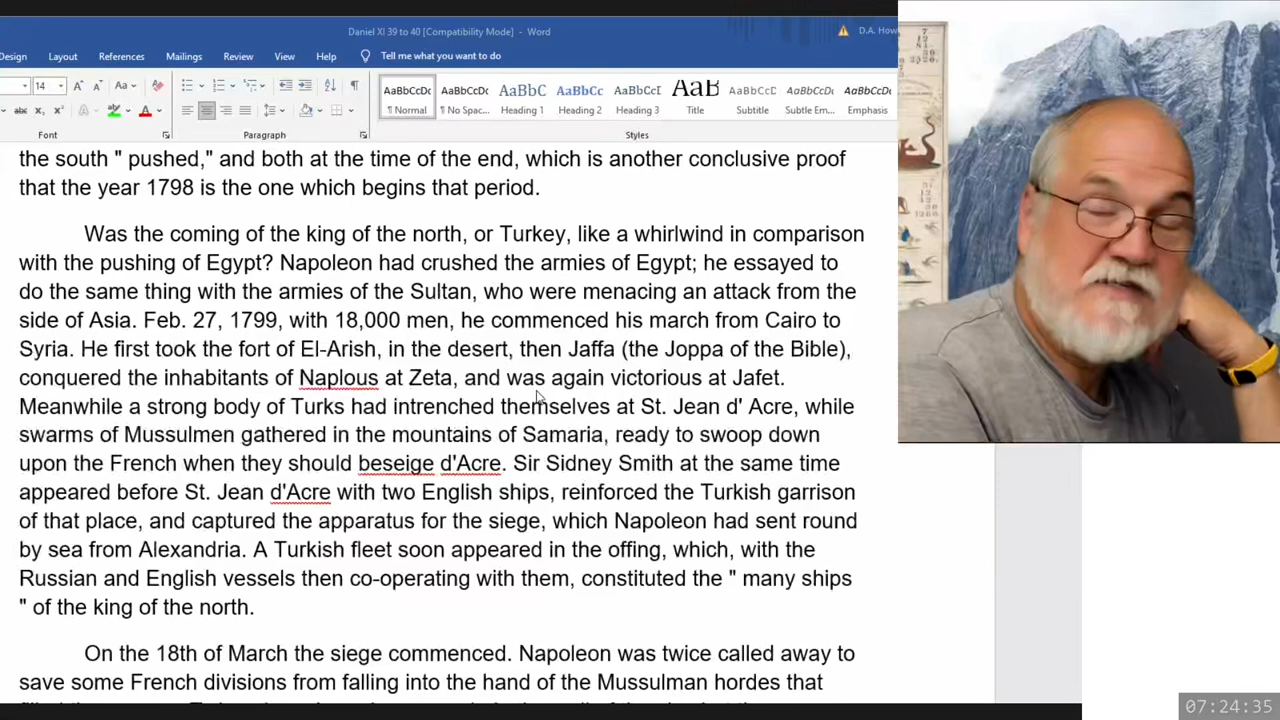 Daniel XI 39 to 40 [Compatibility Mode] - Word
D.A. How
Design Layout References Mailings Review View Help Tell me what you want to do
14 Aa
abc x₂ x² A
AaBbCcDc AaBbCcDc AaBbC AaBbCc AaBbCcD AaB AaBbCcD AaBbCcDc AaBbCcDc
¶ Normal ¶ No Spac... Heading 1 Heading 2 Heading 3 Title Subtitle Subtle Em... Emphasis
Font Paragraph Styles
the south " pushed," and both at the time of the end, which is another conclusive proof
that the year 1798 is the one which begins that period.
Was the coming of the king of the north, or Turkey, like a whirlwind in comparison
with the pushing of Egypt? Napoleon had crushed the armies of Egypt; he essayed to
do the same thing with the armies of the Sultan, who were menacing an attack from the
side of Asia. Feb. 27, 1799, with 18,000 men, he commenced his march from Cairo to
Syria. He first took the fort of El-Arish, in the desert, then Jaffa (the Joppa of the Bible),
conquered the inhabitants of Naplous at Zeta, and was again victorious at Jafet.
Meanwhile a strong body of Turks had intrenched themselves at St. Jean d' Acre, while
swarms of Mussulmen gathered in the mountains of Samaria, ready to swoop down
upon the French when they should beseige d'Acre. Sir Sidney Smith at the same time
appeared before St. Jean d'Acre with two English ships, reinforced the Turkish garrison
of that place, and captured the apparatus for the siege, which Napoleon had sent round
by sea from Alexandria. A Turkish fleet soon appeared in the offing, which, with the
Russian and English vessels then co-operating with them, constituted the " many ships
" of the king of the north.
On the 18th of March the siege commenced. Napoleon was twice called away to
save some French divisions from falling into the hand of the Mussulman hordes that
07:24:35